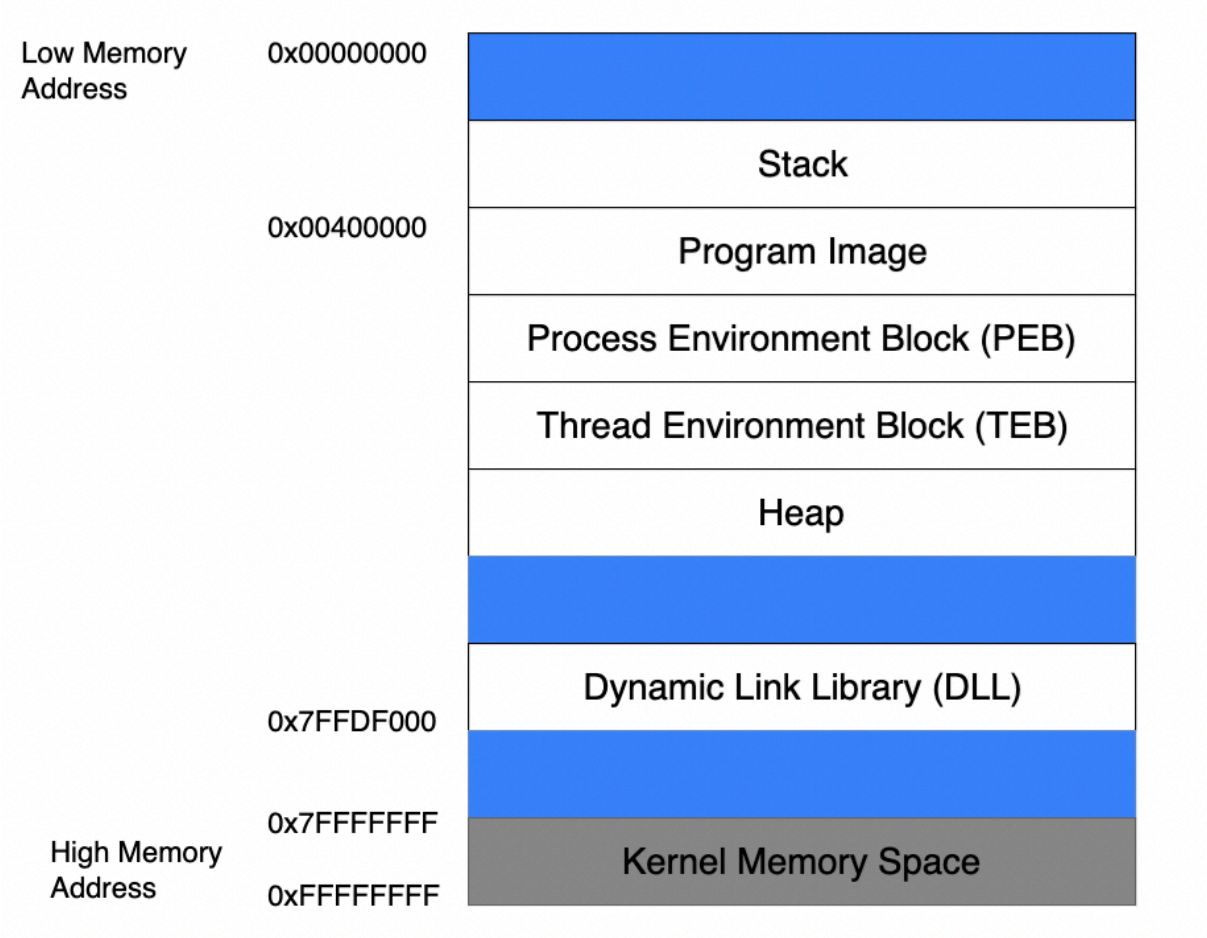 Low Memory
Address
0x00000000
Stack
0x00400000
Program Image
Process Environment Block (PEB)
Thread Environment Block (TEB)
Heap
Dynamic Link Library (DLL)
0x7FFDF000
0x7FFFFFFF
High Memory
Address
Kernel Memory Space
0xFFFFFFFF